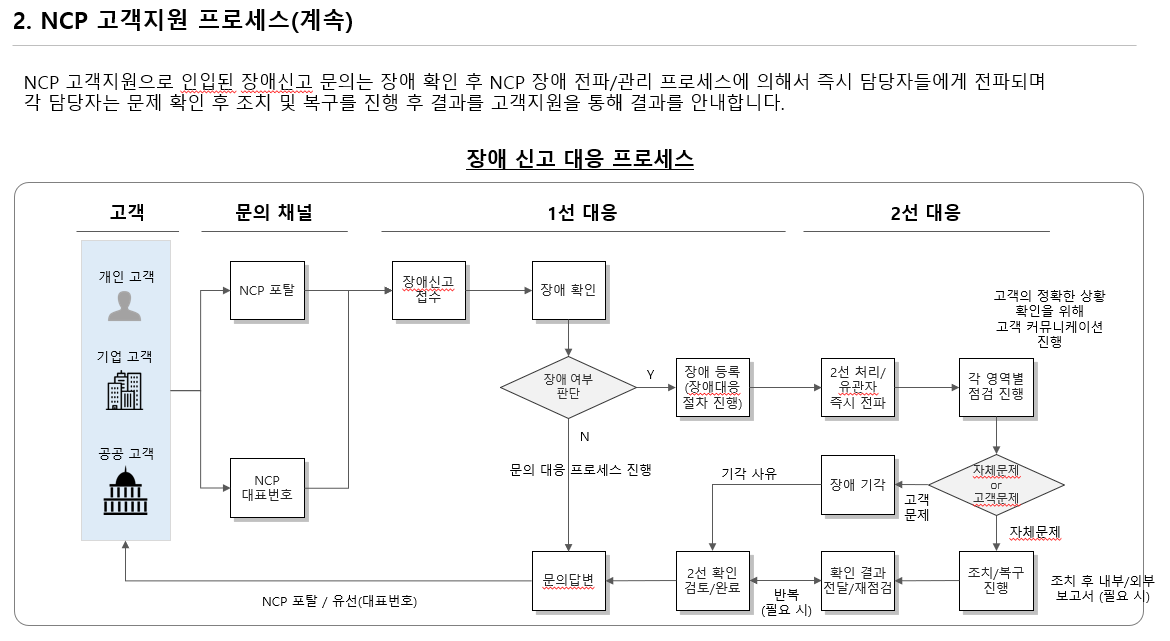 2. NCP 고객지원 프로세스(계속)
NCP 고객지원으로 인입된 장애신고 문의는 장애 확인 후 NCP 장애 전파/관리 프로세스에 의해서 즉시 담당자들에게 전파되며
각 담당자는 문제 확인 후 조치 및 복구를 진행 후 결과를 고객지원을 통해 결과를 안내합니다.
장애 신고 대응 프로세스
고객
문의 채널
1선 대응
2선 대응
개인 고객
기업 고객
공공 고객
NCP 포탈
NCP
대표번호
장애신고
접수
장애 확인
장애 여부
판단
Y
N
문의 대응 프로세스 진행
장애 등록
(장애대응
절차 진행)
2선 처리/
유관자
즉시 전파
고객의 정확한 상황
확인을 위해
고객 커뮤니케이션
진행
각 영역별
점검 진행
자체문제
or
고객문제
고객
문제
자체문제
장애 기각
기각 사유
조치/복구
진행
조치 후 내부/외부
보고서 (필요 시)
확인 결과
전달/재점검
반복
(필요 시)
2선 확인
검토/완료
문의답변
NCP 포탈 / 유선(대표번호)